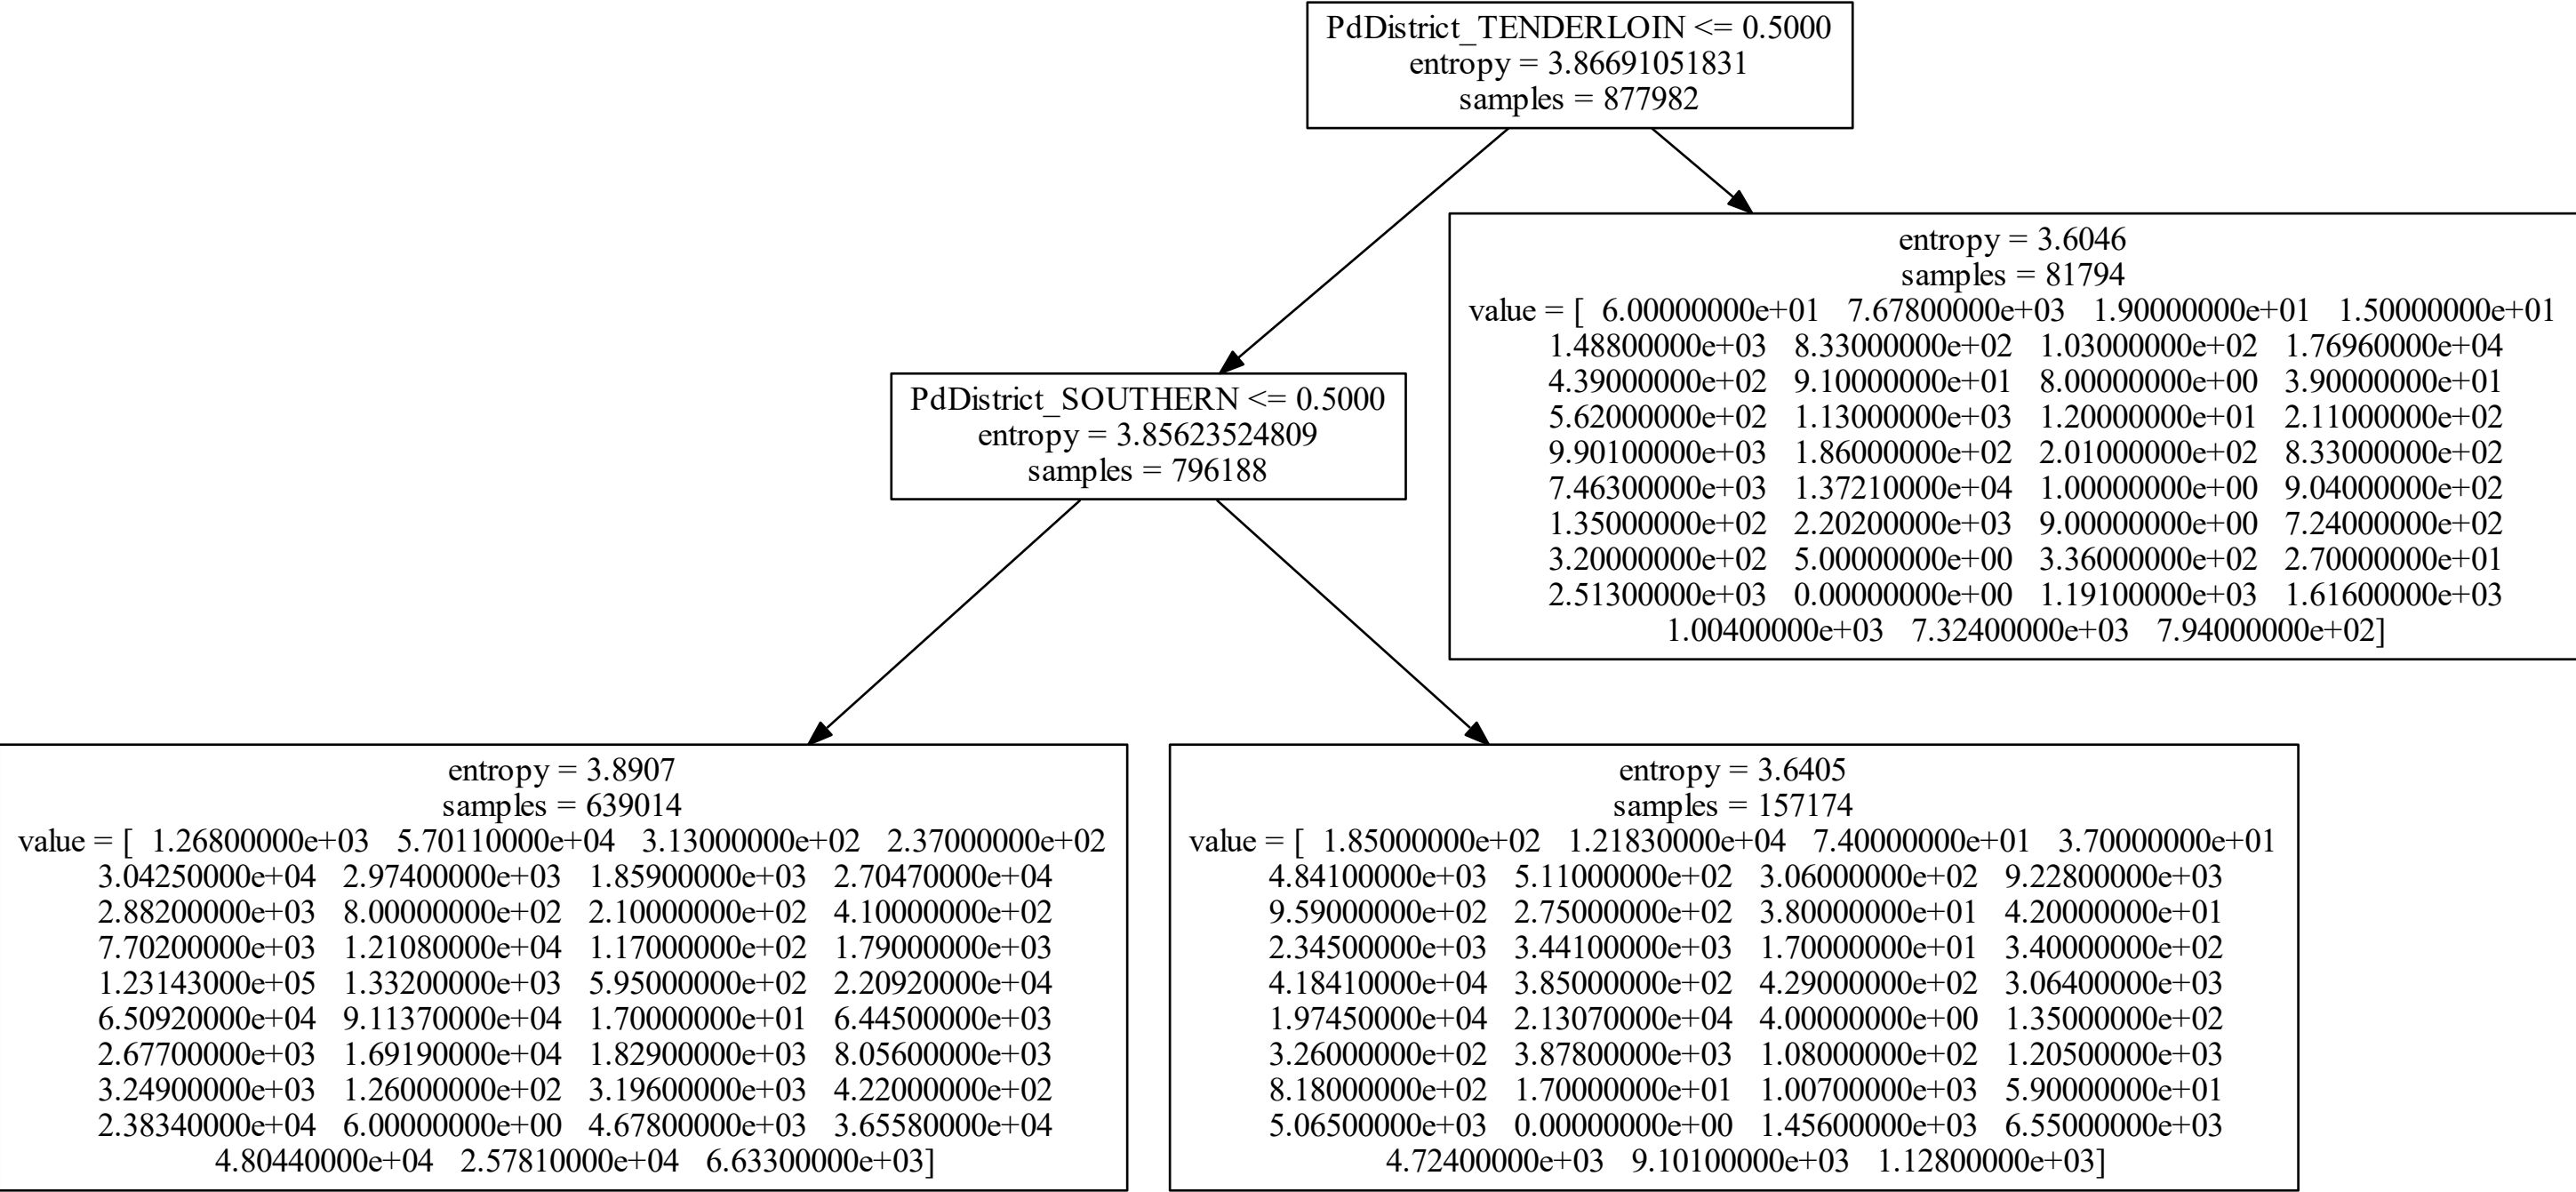 PdDistrict_TENDERLOIN <= 0.5000
entropy = 3.86691051831
samples = 877982
entropy = 3.6046
samples = 81794
value = [ 6.00000000e+01 7.67800000e+03 1.90000000e+01 1.50000000e+01
1.48800000e+03 8.33000000e+02 1.03000000e+02 1.76960000e+04
4.39000000e+02 9.10000000e+01 8.00000000e+00 3.90000000e+01
5.62000000e+02 1.13000000e+03 1.20000000e+01 2.11000000e+02
9.90100000e+03 1.86000000e+02 2.01000000e+02 8.33000000e+02
7.46300000e+03 1.37210000e+04 1.00000000e+00 9.04000000e+02
1.35000000e+02 2.20200000e+03 9.00000000e+00 7.24000000e+02
3.20000000e+02 5.00000000e+00 3.36000000e+02 2.70000000e+01
2.51300000e+03 0.00000000e+00 1.19100000e+03 1.61600000e+03
1.00400000e+03 7.32400000e+03 7.94000000e+02]
PdDistrict_SOUTHERN <= 0.5000
entropy = 3.85623524809
samples = 796188
entropy = 3.8907
samples = 639014
value = [ 1.26800000e+03 5.70110000e+04 3.13000000e+02 2.37000000e+02
3.04250000e+04 2.97400000e+03 1.85900000e+03 2.70470000e+04
2.88200000e+03 8.00000000e+02 2.10000000e+02 4.10000000e+02
7.70200000e+03 1.21080000e+04 1.17000000e+02 1.79000000e+03
1.23143000e+05 1.33200000e+03 5.95000000e+02 2.20920000e+04
6.50920000e+04 9.11370000e+04 1.70000000e+01 6.44500000e+03
2.67700000e+03 1.69190000e+04 1.82900000e+03 8.05600000e+03
3.24900000e+03 1.26000000e+02 3.19600000e+03 4.22000000e+02
2.38340000e+04 6.00000000e+00 4.67800000e+03 3.65580000e+04
4.80440000e+04 2.57810000e+04 6.63300000e+03]
entropy = 3.6405
samples = 157174
value = [ 1.85000000e+02 1.21830000e+04 7.40000000e+01 3.70000000e+01
4.84100000e+03 5.11000000e+02 3.06000000e+02 9.22800000e+03
9.59000000e+02 2.75000000e+02 3.80000000e+01 4.20000000e+01
2.34500000e+03 3.44100000e+03 1.70000000e+01 3.40000000e+02
4.18410000e+04 3.85000000e+02 4.29000000e+02 3.06400000e+03
1.97450000e+04 2.13070000e+04 4.00000000e+00 1.35000000e+02
3.26000000e+02 3.87800000e+03 1.08000000e+02 1.20500000e+03
8.18000000e+02 1.70000000e+01 1.00700000e+03 5.90000000e+01
5.06500000e+03 0.00000000e+00 1.45600000e+03 6.55000000e+03
4.72400000e+03 9.10100000e+03 1.12800000e+03]